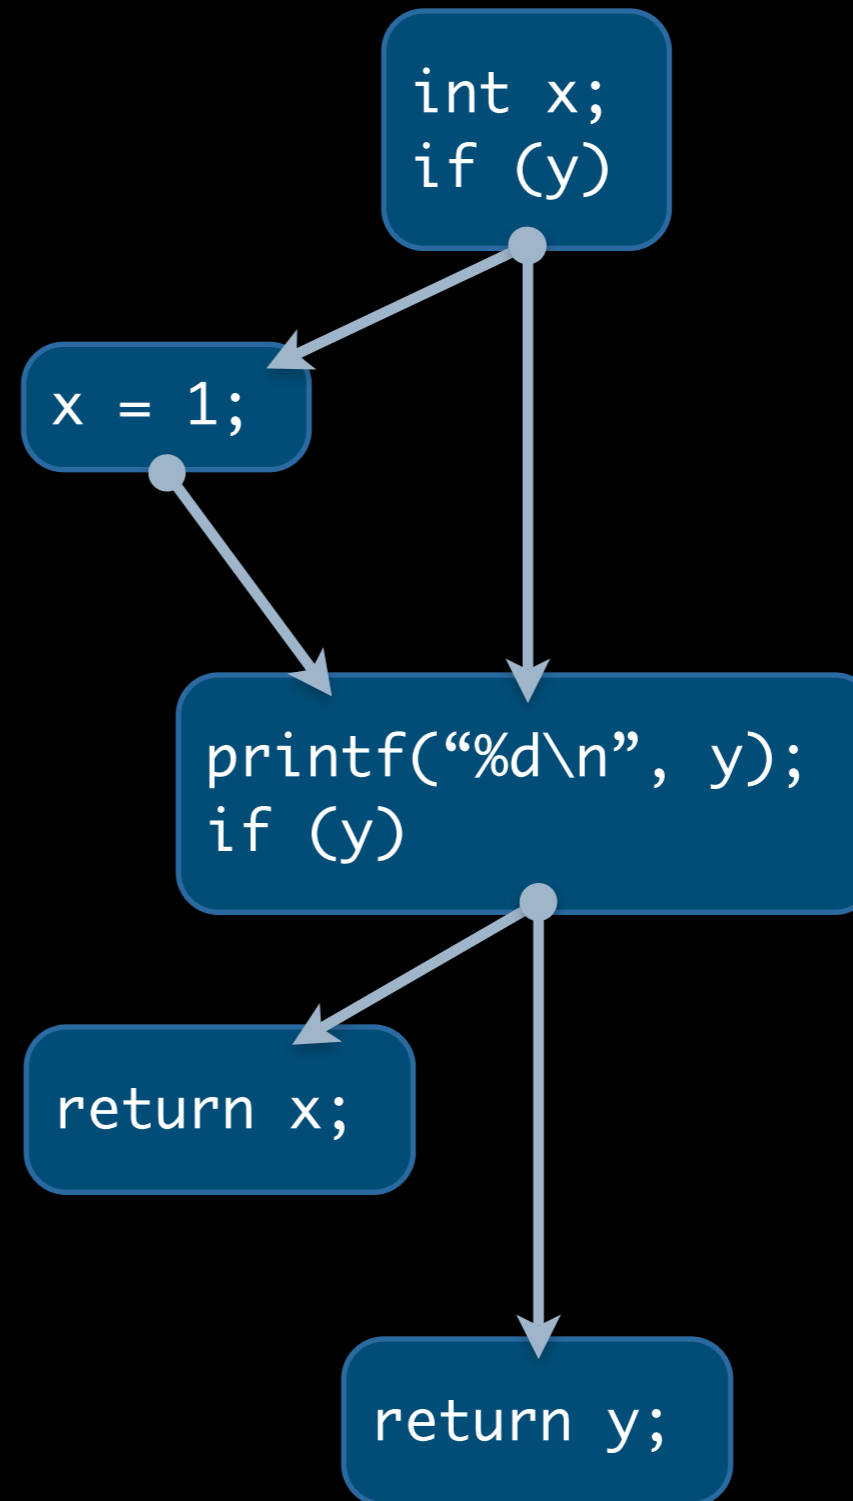 int x;
if (y)
x = 1;
printf(“%d\n”, y);
if (y)
return x;
return y;